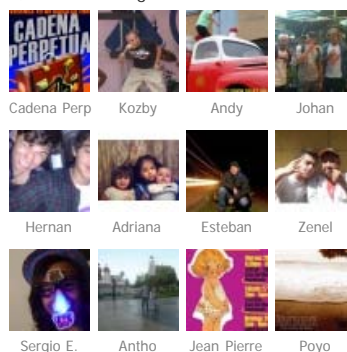 CADENA
PERPETUA
Cadena Perp
Kozby
Andy
Johan
Hernan
Adriana
Esteban
Zenel
Sergio E.
Antho
Jean Pierre
Poyo